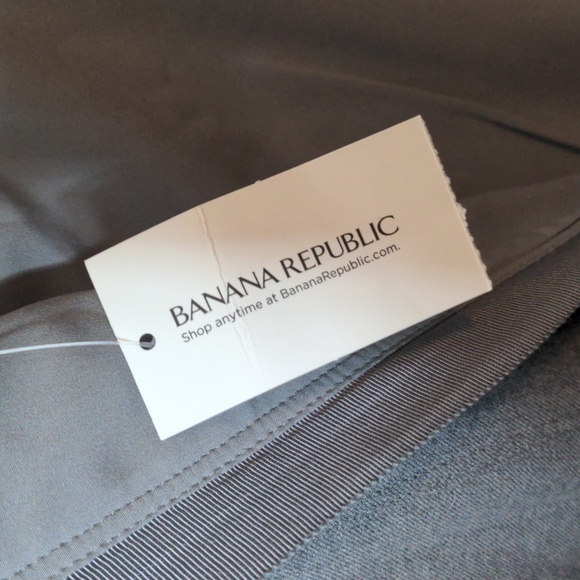 BANANA REPUBLIC
Shop anytime at BananaRepublic.com.